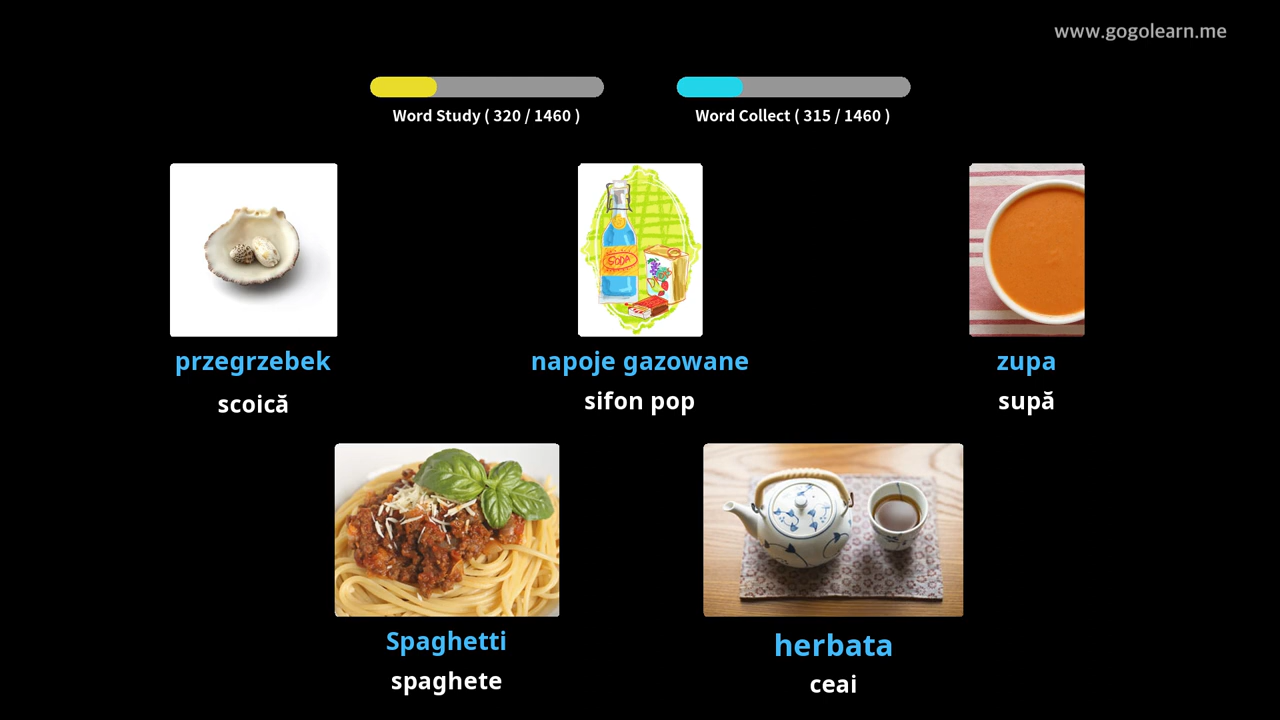 www.gogolearn.me
Word Study ( 320 / 1460 )
Word Collect ( 315 / 1460 )
SODA
przegrzebek
napoje gazowane
zupa
scoică
sifon pop
supă
Spaghetti
herbata
spaghete
ceai